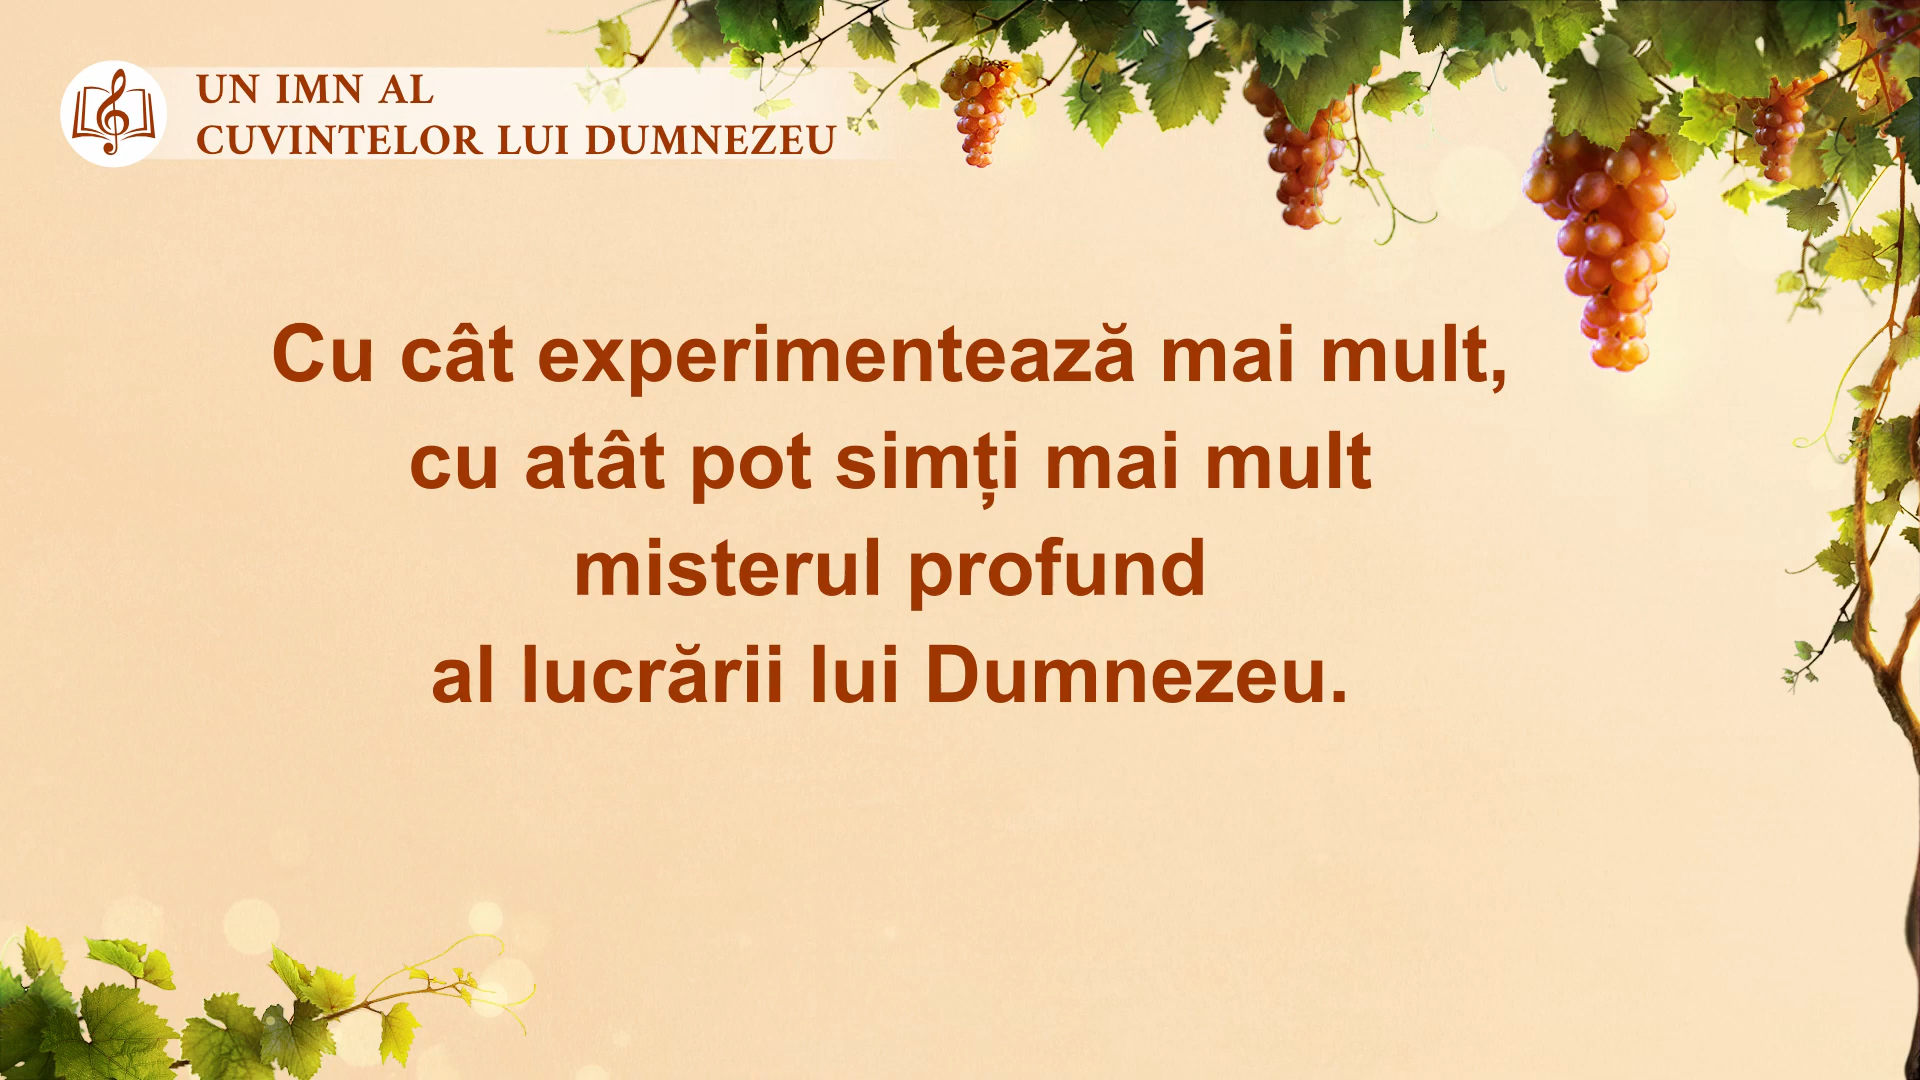 UN IMN AL
CUVINTELOR LUI DUMNEZEU
Cu cât experimentează mai mult,
cu atât pot simți mai mult
misterul profund
al lucrării lui Dumnezeu.